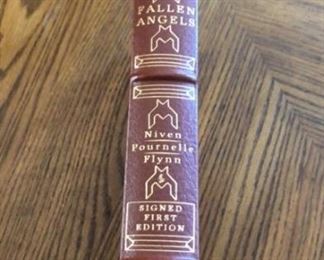 FALLEN
ANGELS
Niven
Pournelle
Flynn
&
SIGNED
FIRST
EDITION